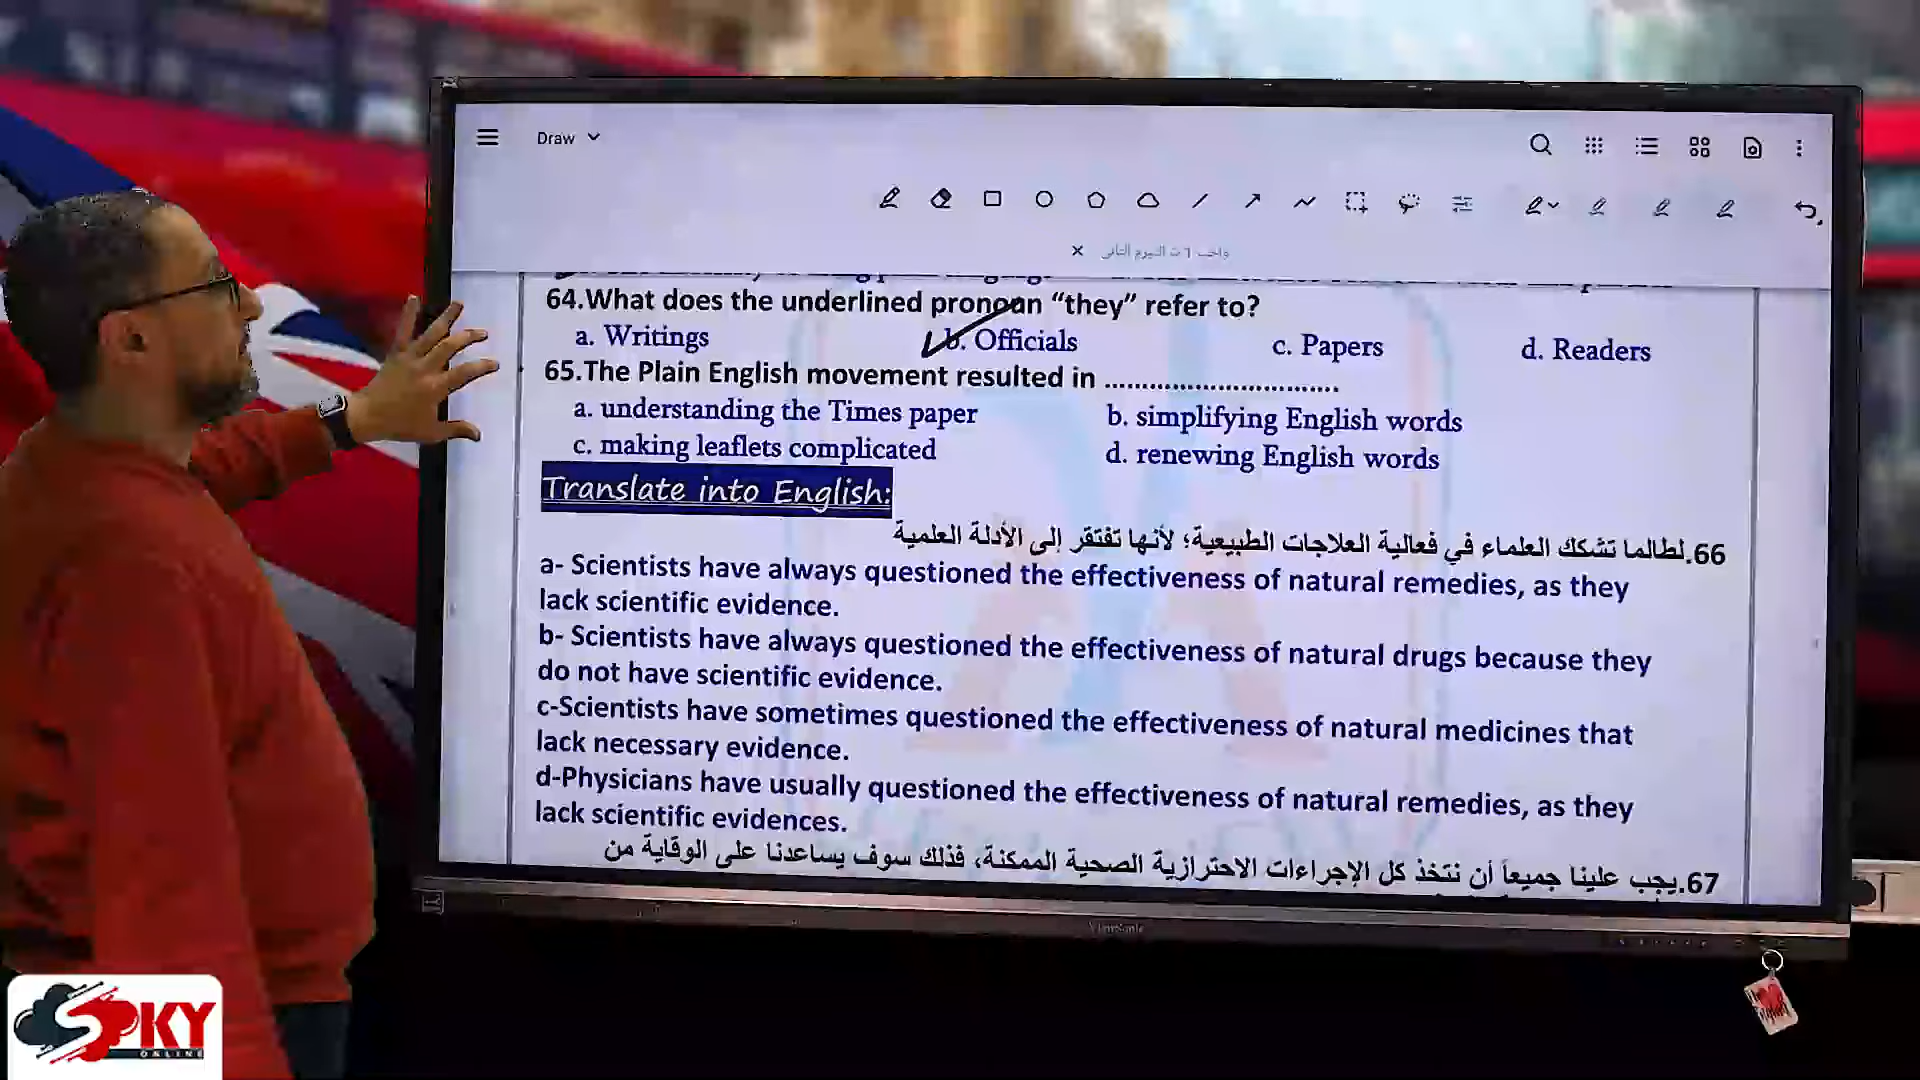 Draw
واجب 1 ث اليوم الثاني
64.What does the underlined pronoun “they” refer to?
a. Writings b. Officials c. Papers d. Readers
65.The Plain English movement resulted in ...............................
a. understanding the Times paper b. simplifying English words
c. making leaflets complicated d. renewing English words
Translate into English:
66.لطالما تشكك العلماء في فعالية العلاجات الطبيعية؛ لأنها تفتقر إلى الأدلة العلمية
a- Scientists have always questioned the effectiveness of natural remedies, as they
lack scientific evidence.
b- Scientists have always questioned the effectiveness of natural drugs because they
do not have scientific evidence.
c-Scientists have sometimes questioned the effectiveness of natural medicines that
lack necessary evidence.
d-Physicians have usually questioned the effectiveness of natural remedies, as they
lack scientific evidences.
67.يجب علينا جميعاً أن نتخذ كل الإجراءات الاحترازية الصحية الممكنة، فذلك سوف يساعدنا على الوقاية من
ViewSonic
SKY
ONLINE